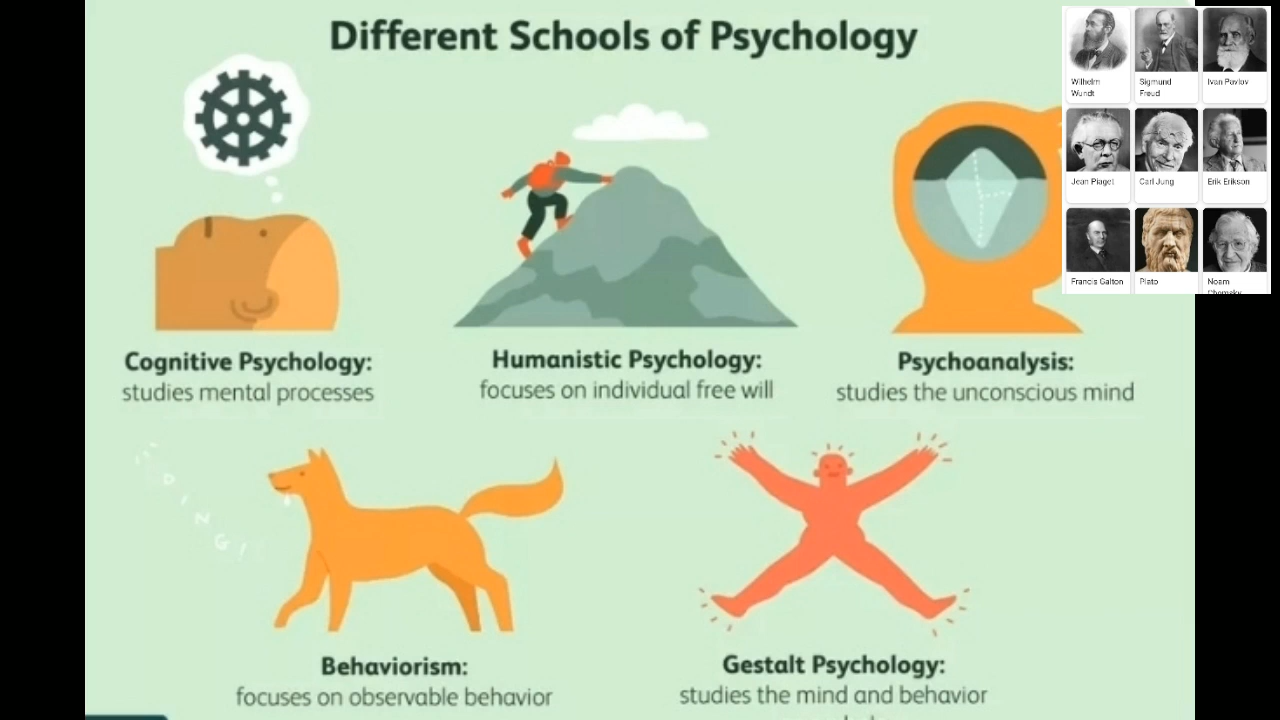 Different Schools of Psychology
Wilhelm
Wundt
Sigmund
Freud
Ivan Pavlov
Jean Piaget
Carl Jung
Erik Erikson
Francis Galton
Plato
Noam
Chomsky
Cognitive Psychology:
studies mental processes
Humanistic Psychology:
focuses on individual free will
Psychoanalysis:
studies the unconscious mind
DING!
Behaviorism:
focuses on observable behavior
Gestalt Psychology:
studies the mind and behavior